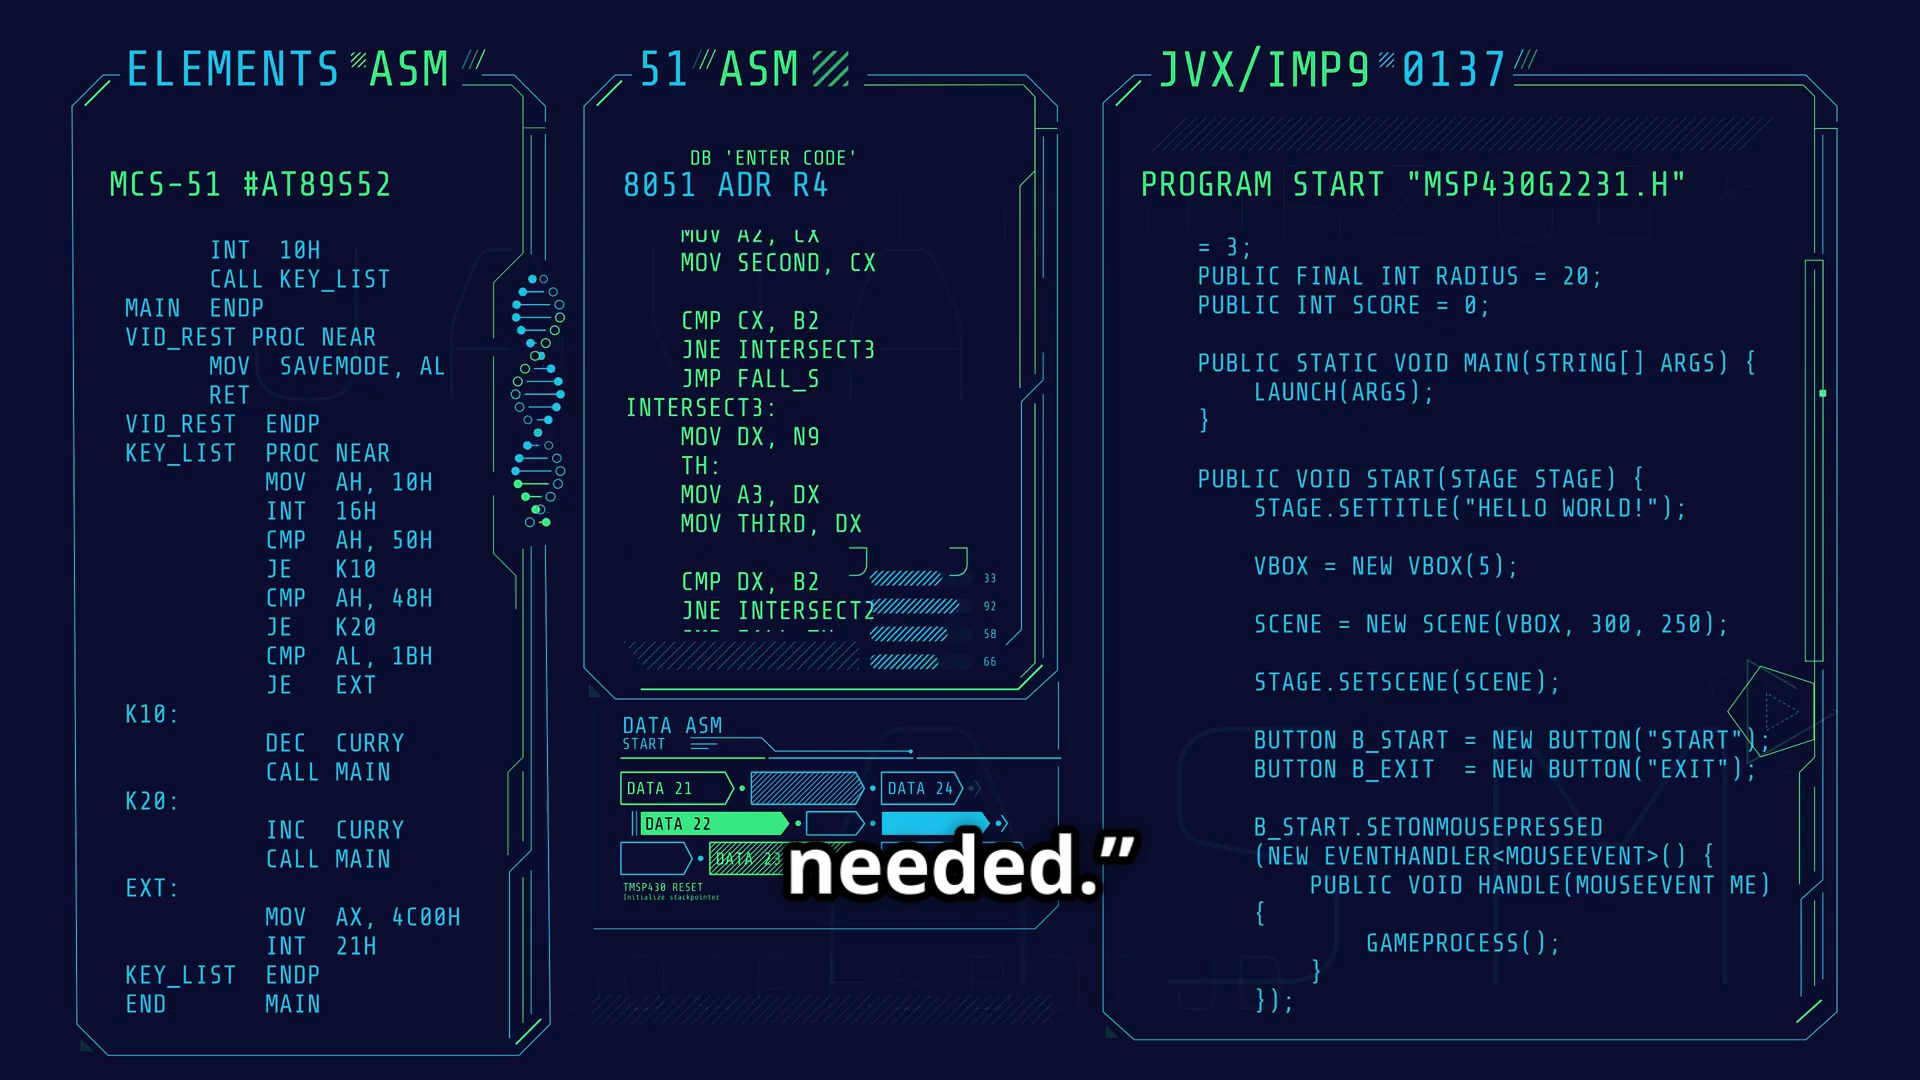 ELEMENTS ASM
MCS-51 #AT89S52
INT 10H
CALL KEY_LIST
MAIN ENDP
VID_REST PROC NEAR
MOV SAVEMODE, AL
RET
VID_REST ENDP
KEY_LIST PROC NEAR
MOV AH, 10H
INT 16H
CMP AH, 50H
JE K10
CMP AH, 48H
JE K20
CMP AL, 1BH
JE EXT
K10:
DEC CURRY
CALL MAIN
K20:
INC CURRY
CALL MAIN
EXT:
MOV AX, 4C00H
INT 21H
KEY_LIST ENDP
END MAIN
51 ASM
DB 'ENTER CODE'
8051 ADR R4
MOV A2, CX
MOV SECOND, CX
CMP CX, B2
JNE INTERSECT3
JMP FALL_S
INTERSECT3:
MOV DX, N9
TH:
MOV A3, DX
MOV THIRD, DX
CMP DX, B2
JNE INTERSECT2
33
92
58
66
DATA ASM
START
DATA 21
DATA 24
DATA 22
DATA 23
needed.”
TMSP430 RESET
Initialize stackpointer
JVX/IMP9 0137
PROGRAM START "MSP430G2231.H"
= 3;
PUBLIC FINAL INT RADIUS = 20;
PUBLIC INT SCORE = 0;
PUBLIC STATIC VOID MAIN(STRING[] ARGS) {
LAUNCH(ARGS);
}
PUBLIC VOID START(STAGE STAGE) {
STAGE.SETTITLE("HELLO WORLD!");
VBOX = NEW VBOX(5);
SCENE = NEW SCENE(VBOX, 300, 250);
STAGE.SETSCENE(SCENE);
BUTTON B_START = NEW BUTTON("START");
BUTTON B_EXIT = NEW BUTTON("EXIT");
B_START.SETONMOUSEPRESSED
(NEW EVENTHANDLER<MOUSEEVENT>() {
PUBLIC VOID HANDLE(MOUSEEVENT ME)
{
GAMEPROCESS();
}
});